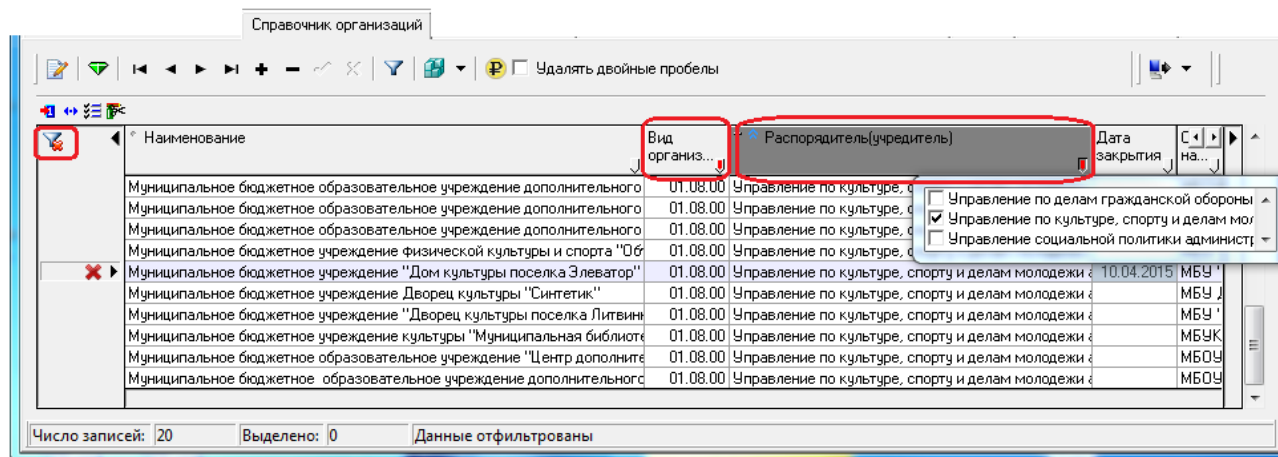 Справочник организаций
Удалять двойные пробелы
Наименование Вид организ... Распорядитель(учредитель) Дата закрытия С на...
Муниципальное бюджетное образовательное учреждение дополнительного 01.08.00 Управление по культуре,
Муниципальное бюджетное образовательное учреждение дополнительного 01.08.00 Управление по культуре,
Муниципальное бюджетное образовательное учреждение дополнительного 01.08.00 Управление по культуре,
Муниципальное бюджетное учреждение физической культуры и спорта "Об 01.08.00 Управление по культуре,
Управление по делам гражданской обороны
Управление по культуре, спорту и делам мол
Управление социальной политики администр
Муниципальное бюджетное учреждение "Дом культуры поселка Элеватор" 01.08.00 Управление по культуре, спорту и делам молодежи а 10.04.2015 МБУ "
Муниципальное бюджетное учреждение Дворец культуры "Синтетик" 01.08.00 Управление по культуре, спорту и делам молодежи а МБУ Д
Муниципальное бюджетное учреждение "Дворец культуры поселка Литвин 01.08.00 Управление по культуре, спорту и делам молодежи а МБУ "
Муниципальное бюджетное учреждение культуры "Муниципальная библиоте 01.08.00 Управление по культуре, спорту и делам молодежи а МБУК
Муниципальное бюджетное образовательное учреждение "Центр дополните 01.08.00 Управление по культуре, спорту и делам молодежи а МБОУ
Муниципальное бюджетное образовательное учреждение дополнительного 01.08.00 Управление по культуре, спорту и делам молодежи а МБОУ
Число записей: 20 Выделено: 0 Данные отфильтрованы